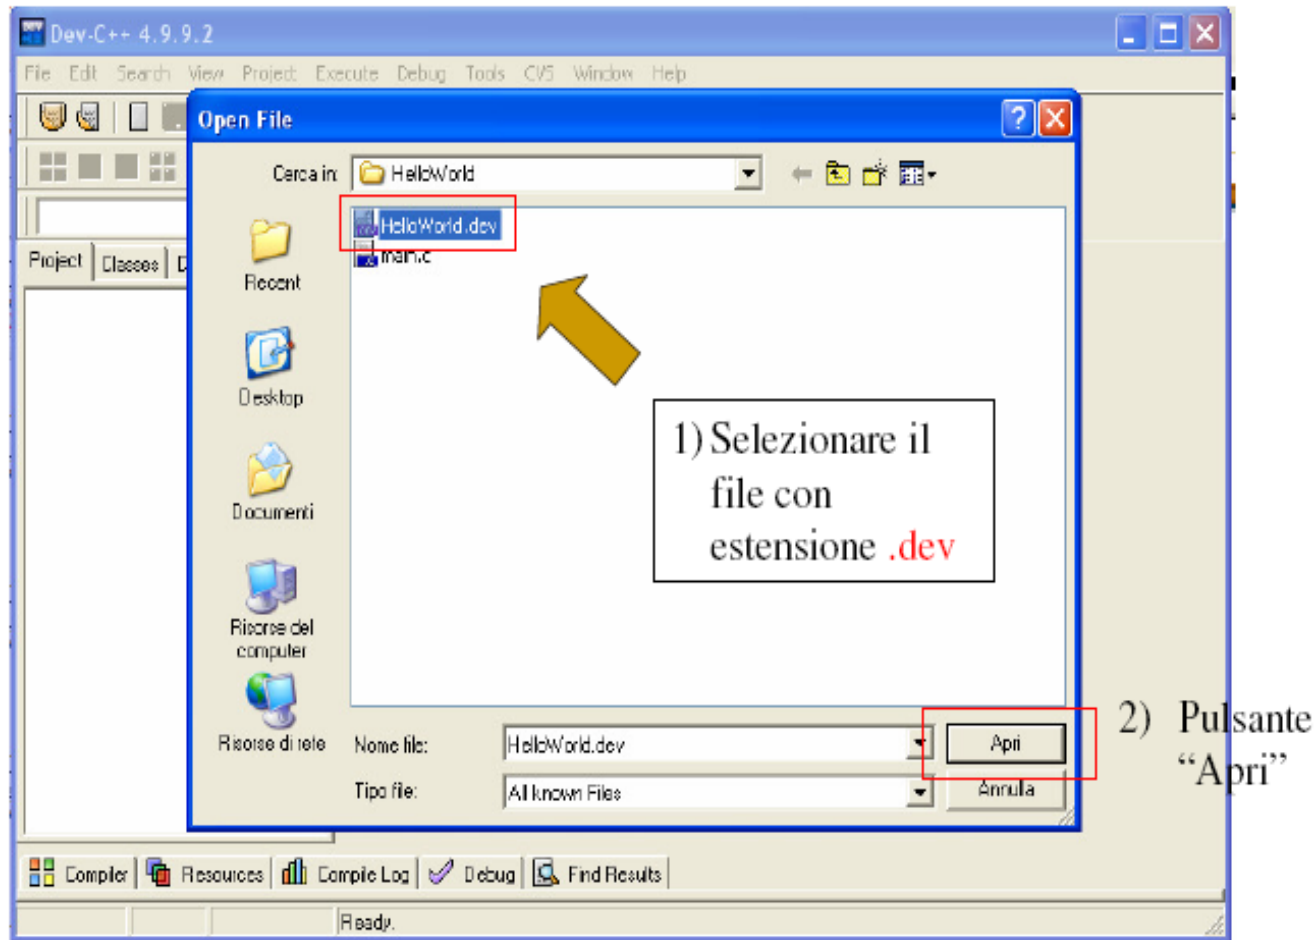 Dev-C++ 4.9.9.2
File Edit Search View Project Execute Debug Tools CVS Window Help
Open File
Cerca in: HelloWorld
HelloWorld.dev
main.c
Project Classes D
Recent
Desktop
Documenti
Risorse del
computer
Risorse di rete
1) Selezionare il
file con
estensione .dev
Nome file: HelloWorld.dev Apri
Tipo file: All known Files Annulla
2) Pulsante
“Apri”
Compiler Resources Compile Log Debug Find Results
Ready.